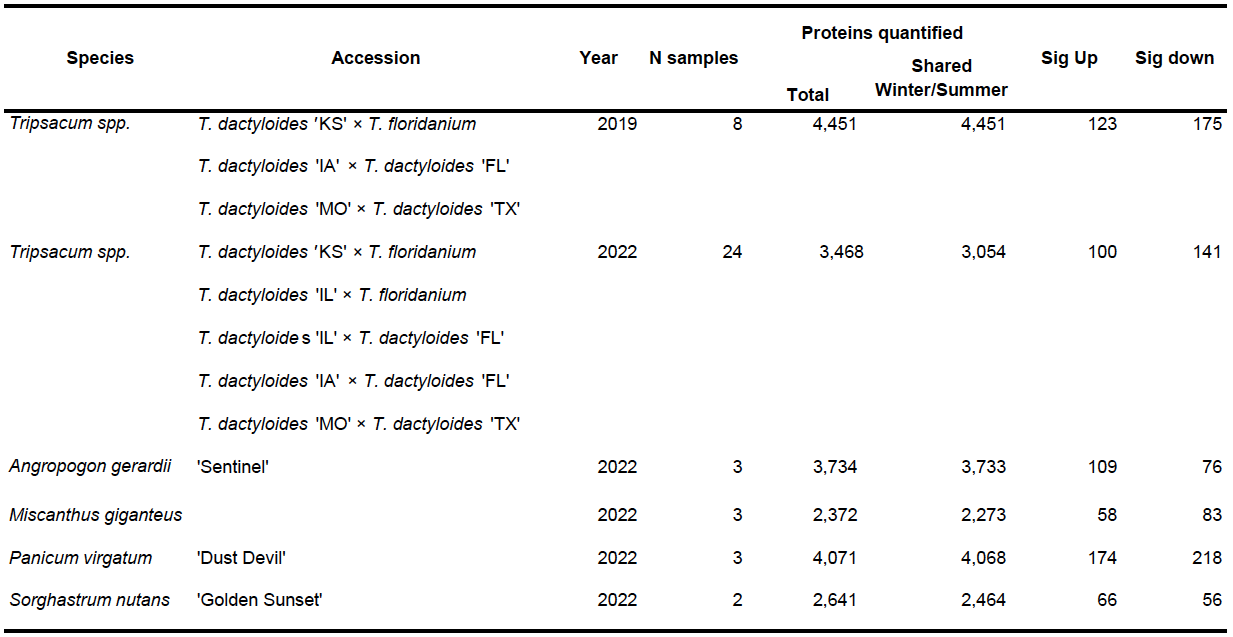 Proteins quantified
Species Accession Year N samples Total Shared Winter/Summer Sig Up Sig down
Tripsacum spp. T. dactyloides 'KS' × T. floridanium 2019 8 4,451 4,451 123 175
T. dactyloides 'IA' × T. dactyloides 'FL'
T. dactyloides 'MO' × T. dactyloides 'TX'
Tripsacum spp. T. dactyloides 'KS' × T. floridanium 2022 24 3,468 3,054 100 141
T. dactyloides 'IL' × T. floridanium
T. dactyloides 'IL' × T. dactyloides 'FL'
T. dactyloides 'IA' × T. dactyloides 'FL'
T. dactyloides 'MO' × T. dactyloides 'TX'
Angropogon gerardii 'Sentinel' 2022 3 3,734 3,733 109 76
Miscanthus giganteus 2022 3 2,372 2,273 58 83
Panicum virgatum 'Dust Devil' 2022 3 4,071 4,068 174 218
Sorghastrum nutans 'Golden Sunset' 2022 2 2,641 2,464 66 56